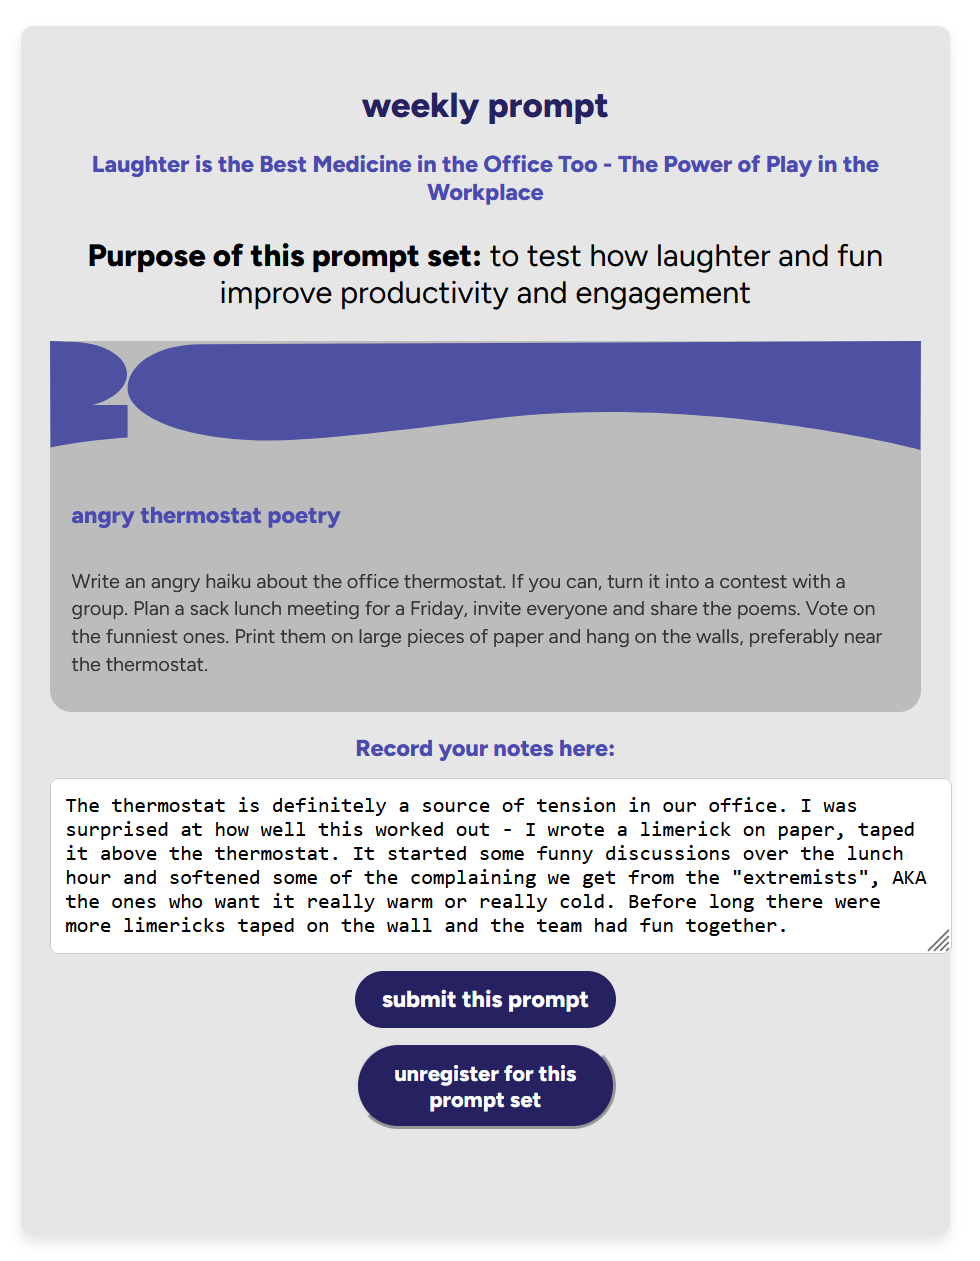 weekly prompt
Laughter is the Best Medicine in the Office Too - The Power of Play in the
Workplace
Purpose of this prompt set: to test how laughter and fun
improve productivity and engagement
angry thermostat poetry
Write an angry haiku about the office thermostat. If you can, turn it into a contest with a
group. Plan a sack lunch meeting for a Friday, invite everyone and share the poems. Vote on
the funniest ones. Print them on large pieces of paper and hang on the walls, preferably near
the thermostat.
Record your notes here:
The thermostat is definitely a source of tension in our office. I was
surprised at how well this worked out - I wrote a limerick on paper, taped
it above the thermostat. It started some funny discussions over the lunch
hour and softened some of the complaining we get from the "extremists", AKA
the ones who want it really warm or really cold. Before long there were
more limericks taped on the wall and the team had fun together.
submit this prompt
unregister for this
prompt set